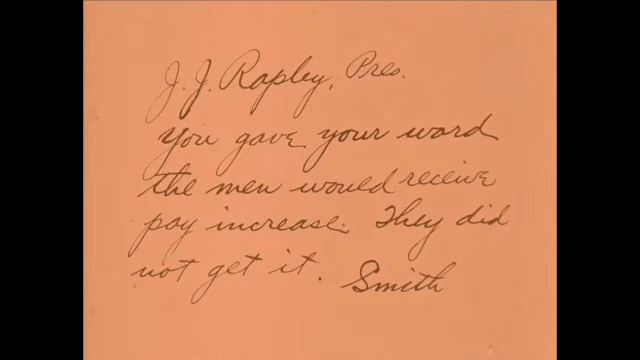 J. J. Rapley, Pres.
You gave your word
the men would receive
pay increase. They did
not get it. Smith